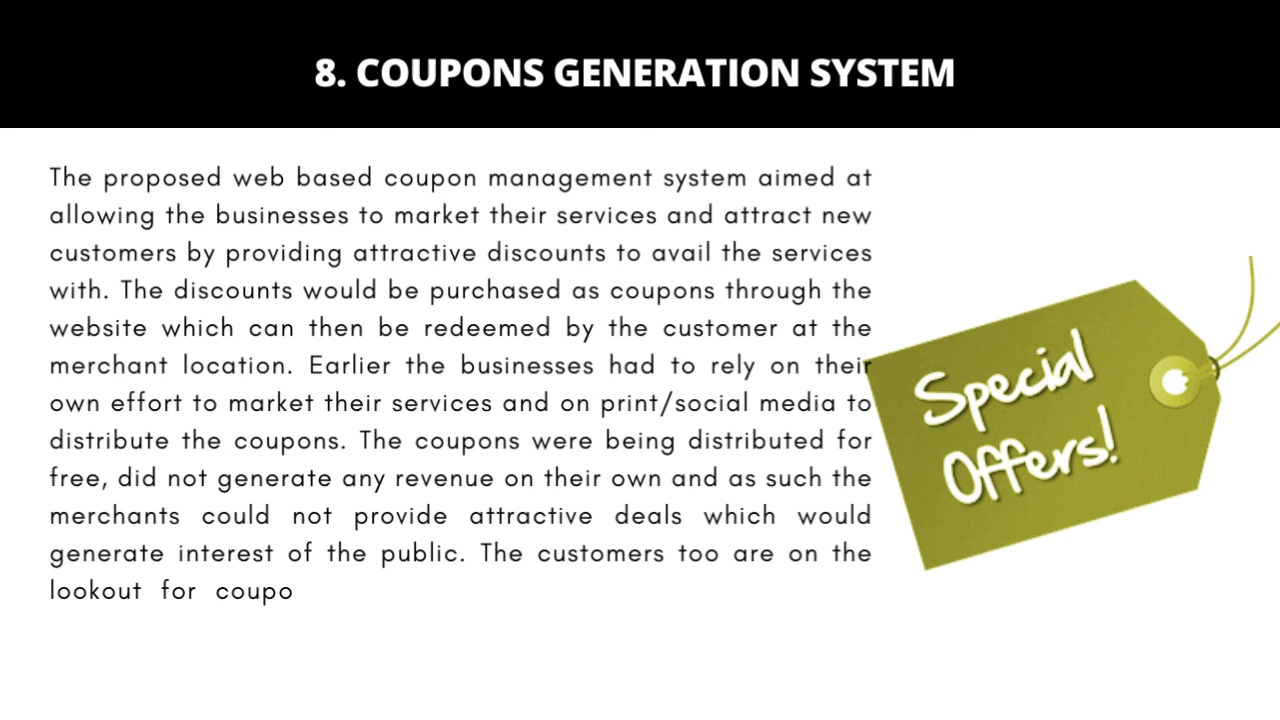 8. COUPONS GENERATION SYSTEM
The proposed web based coupon management system aimed at
allowing the businesses to market their services and attract new
customers by providing attractive discounts to avail the services
with. The discounts would be purchased as coupons through the
website which can then be redeemed by the customer at the
merchant location. Earlier the businesses had to rely on their
own effort to market their services and on print/social media to
distribute the coupons. The coupons were being distributed for
free, did not generate any revenue on their own and as such the
merchants could not provide attractive deals which would
generate interest of the public. The customers too are on the
lookout for coupo
Special
Offers!